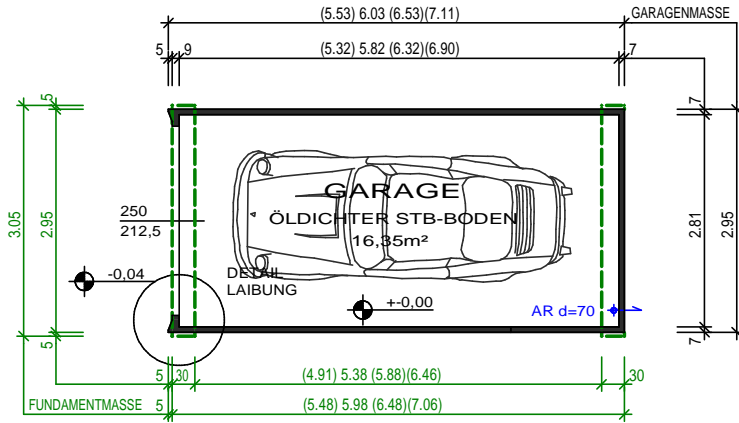 (5.53) 6.03 (6.53)(7.11)
GARAGENMASSE
5
9
(5.32) 5.82 (6.32)(6.90)
7
5
7
3.05
2.95
GARAGE
ÖLDICHTER STB-BODEN
16,35m²
250
212,5
2.81
2.95
-0,04
DETAIL
LAIBUNG
+-0,00
AR d=70
5
7
5
30
(4.91) 5.38 (5.88)(6.46)
30
FUNDAMENTMASSE
5
(5.48) 5.98 (6.48)(7.06)